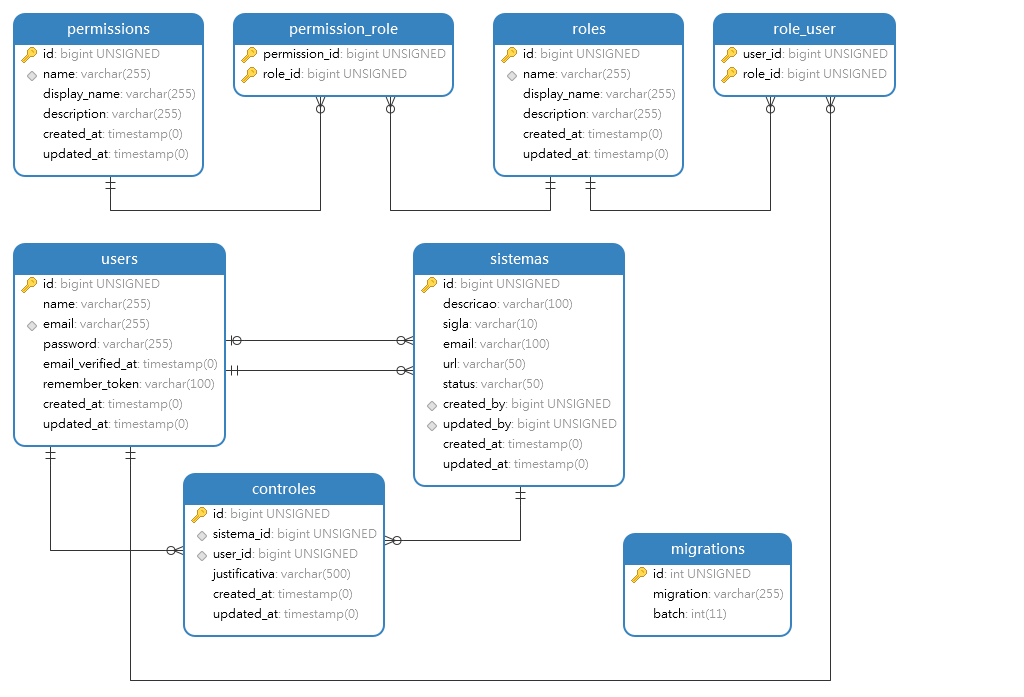 permissions
id: bigint UNSIGNED
name: varchar(255)
display_name: varchar(255)
description: varchar(255)
created_at: timestamp(0)
updated_at: timestamp(0)
permission_role
permission_id: bigint UNSIGNED
role_id: bigint UNSIGNED
roles
id: bigint UNSIGNED
name: varchar(255)
display_name: varchar(255)
description: varchar(255)
created_at: timestamp(0)
updated_at: timestamp(0)
role_user
user_id: bigint UNSIGNED
role_id: bigint UNSIGNED
users
id: bigint UNSIGNED
name: varchar(255)
email: varchar(255)
password: varchar(255)
email_verified_at: timestamp(0)
remember_token: varchar(100)
created_at: timestamp(0)
updated_at: timestamp(0)
sistemas
id: bigint UNSIGNED
descricao: varchar(100)
sigla: varchar(10)
email: varchar(100)
url: varchar(50)
status: varchar(50)
created_by: bigint UNSIGNED
updated_by: bigint UNSIGNED
created_at: timestamp(0)
updated_at: timestamp(0)
controles
id: bigint UNSIGNED
sistema_id: bigint UNSIGNED
user_id: bigint UNSIGNED
justificativa: varchar(500)
created_at: timestamp(0)
updated_at: timestamp(0)
migrations
id: int UNSIGNED
migration: varchar(255)
batch: int(11)